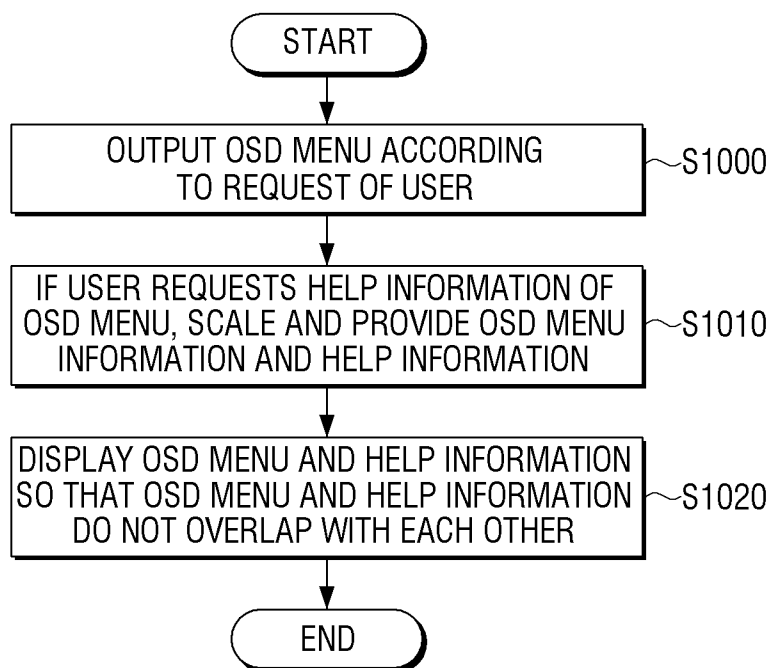 START
OUTPUT OSD MENU ACCORDING
TO REQUEST OF USER
S1000
IF USER REQUESTS HELP INFORMATION OF
OSD MENU, SCALE AND PROVIDE OSD MENU
INFORMATION AND HELP INFORMATION
S1010
DISPLAY OSD MENU AND HELP INFORMATION
SO THAT OSD MENU AND HELP INFORMATION
DO NOT OVERLAP WITH EACH OTHER
S1020
END